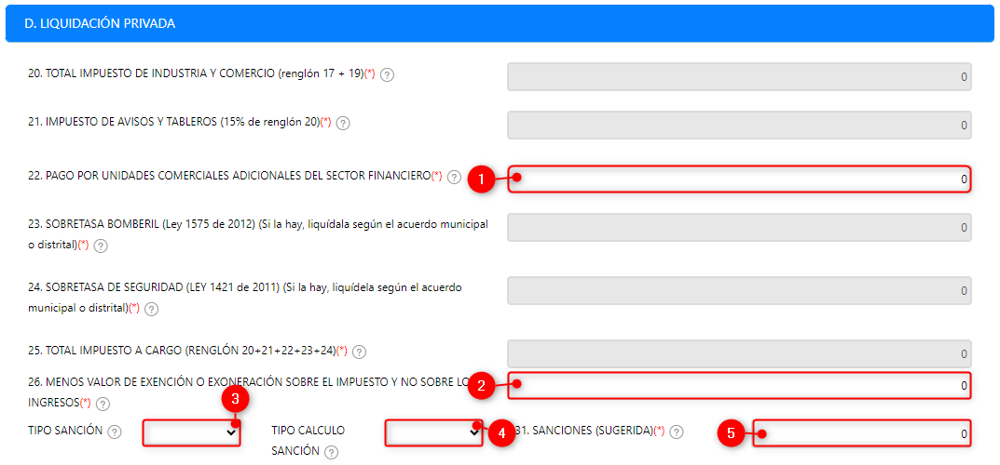 D. LIQUIDACIÓN PRIVADA
20. TOTAL IMPUESTO DE INDUSTRIA Y COMERCIO (renglón 17 + 19)(*) ?
0
21. IMPUESTO DE AVISOS Y TABLEROS (15% de renglón 20)(*) ?
0
22. PAGO POR UNIDADES COMERCIALES ADICIONALES DEL SECTOR FINANCIERO(*) ?
1
0
23. SOBRETASA BOMBERIL (Ley 1575 de 2012) (Si la hay, liquídala según el acuerdo municipal
o distrital)(*) ?
0
24. SOBRETASA DE SEGURIDAD (LEY 1421 de 2011) (Si la hay, liquídela según el acuerdo
municipal o distrital)(*) ?
0
25. TOTAL IMPUESTO A CARGO (RENGLÓN 20+21+22+23+24)(*) ?
0
26. MENOS VALOR DE EXENCIÓN O EXONERACIÓN SOBRE EL IMPUESTO Y NO SOBRE LO
INGRESOS(*) ?
2
0
TIPO SANCIÓN ?
3
TIPO CALCULO
SANCIÓN ?
4
31. SANCIONES (SUGERIDA)(*) ?
5
0